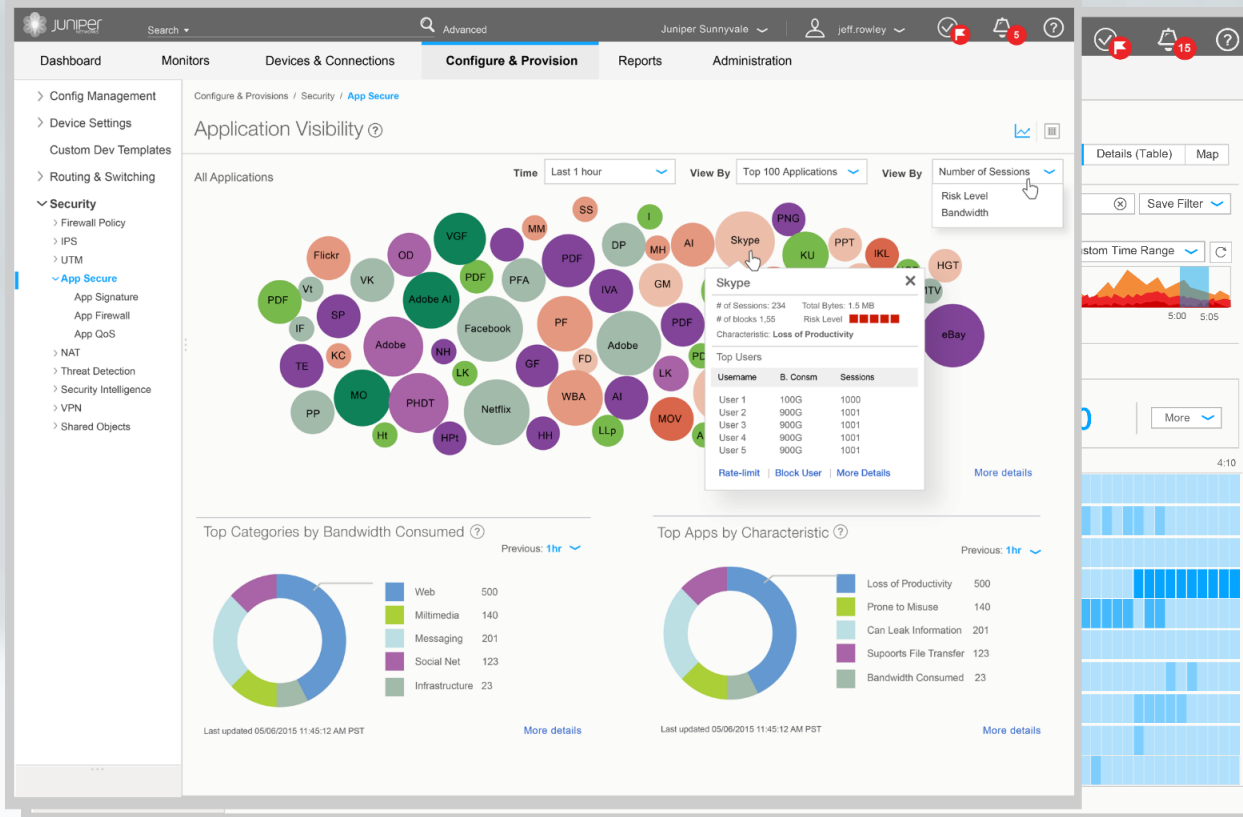 JUNIPER
NETWORKS
Search
Advanced
Juniper Sunnyvale
jeff.rowley
5
?
15
?
Dashboard
Monitors
Devices & Connections
Configure & Provision
Reports
Administration
Config Management
Device Settings
Custom Dev Templates
Routing & Switching
Security
Firewall Policy
IPS
UTM
App Secure
App Signature
App Firewall
App QoS
NAT
Threat Detection
Security Intelligence
VPN
Shared Objects
Configure & Provisions / Security / App Secure
Application Visibility ?
All Applications
Time Last 1 hour
View By Top 100 Applications
View By Number of Sessions
Risk Level
Bandwidth
SS
I
PNG
MM
VGF
DP
MH
AI
Skype
KU
PPT
IKL
HGT
Flickr
OD
PDF
VK
PDF
PFA
IVA
GM
MTV
Vt
PDF
Adobe AI
IF
SP
Facebook
PF
PDF
eBay
Adobe
Adobe
NH
KC
TE
LK
GF
FD
LK
MO
PHDT
Netflix
WBA
AI
MOV
PP
Ht
HPt
HH
LLp
Skype
# of Sessions: 234 Total Bytes: 1.5 MB
# of blocks 1,55 Risk Level
Characteristic: Loss of Productivity
Top Users
Username B. Consm Sessions
User 1 100G 1000
User 2 900G 1001
User 3 900G 1001
User 4 900G 1001
User 5 900G 1001
Rate-limit | Block User | More Details
More details
Top Categories by Bandwidth Consumed ?
Previous: 1hr
Web 500
Miltimedia 140
Messaging 201
Social Net 123
Infrastructure 23
Last updated 05/06/2015 11:45:12 AM PST
More details
Top Apps by Characteristic ?
Previous: 1hr
Loss of Productivity 500
Prone to Misuse 140
Can Leak Information 201
Supoorts File Transfer 123
Bandwidth Consumed 23
Last updated 05/06/2015 11:45:12 AM PST
More details
Details (Table)
Map
Save Filter
stom Time Range
5:00 5:05
More
4:10